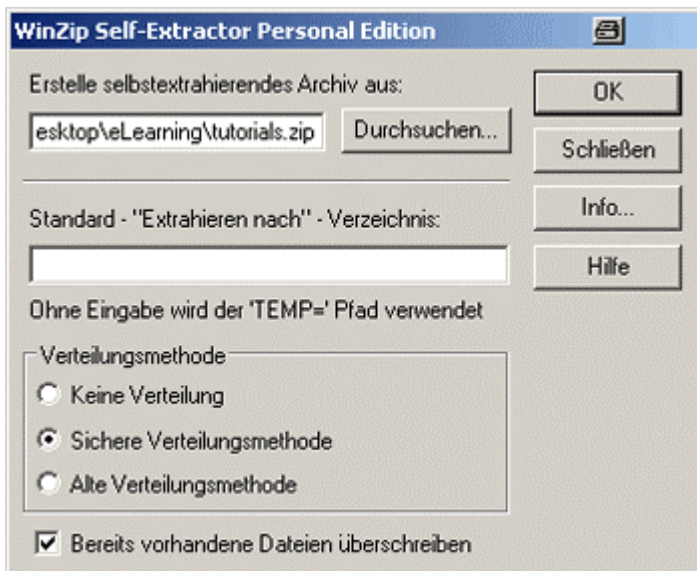 WinZip Self-Extractor Personal Edition
Erstelle selbstextrahierendes Archiv aus:
esktop\eLearning\tutorials.zip
Durchsuchen...
OK
Schließen
Info...
Hilfe
Standard - "Extrahieren nach" - Verzeichnis:
Ohne Eingabe wird der 'TEMP=' Pfad verwendet
Verteilungsmethode
Keine Verteilung
Sichere Verteilungsmethode
Alte Verteilungsmethode
Bereits vorhandene Dateien überschreiben